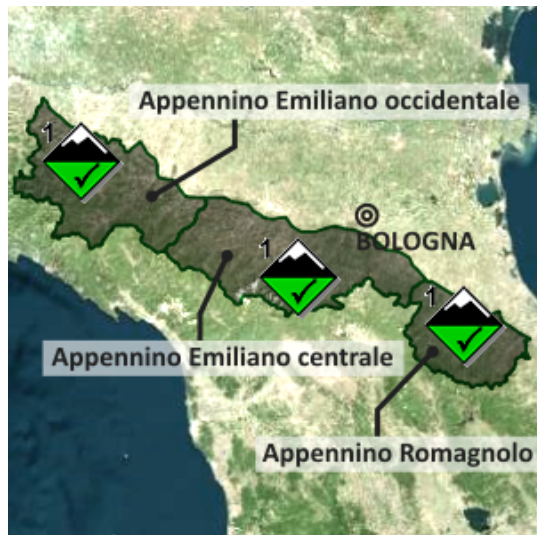 Appennino Emiliano occidentale
1
1
BOLOGNA
1
Appennino Emiliano centrale
Appennino Romagnolo